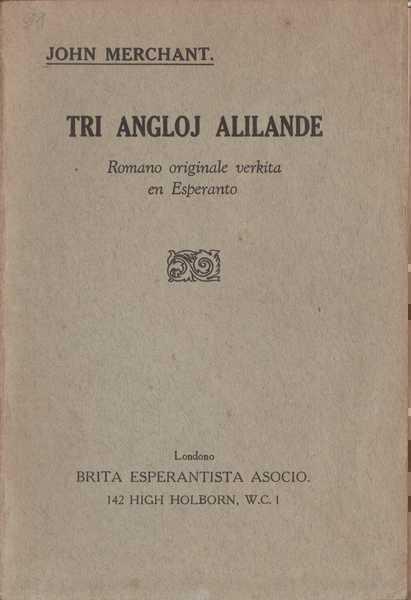 JOHN MERCHANT.
TRI ANGLOJ ALILANDE
Romano originale verkita
en Esperanto
Londono
BRITA ESPERANTISTA ASOCIO.
142 HIGH HOLBORN, W.C. 1